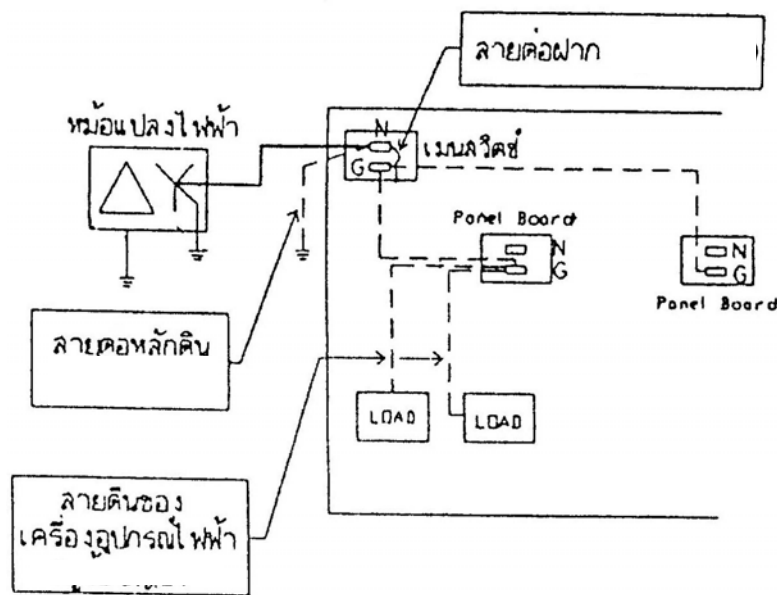 สายต่อฝาก
หม้อแปลงไฟฟ้า
N
G
เมนสวิตช์
Panel Board
N
G
N
G
Panel Board
สายต่อหลักดิน
LOAD
LOAD
สายดินของ
เครื่องอุปกรณ์ไฟฟ้า